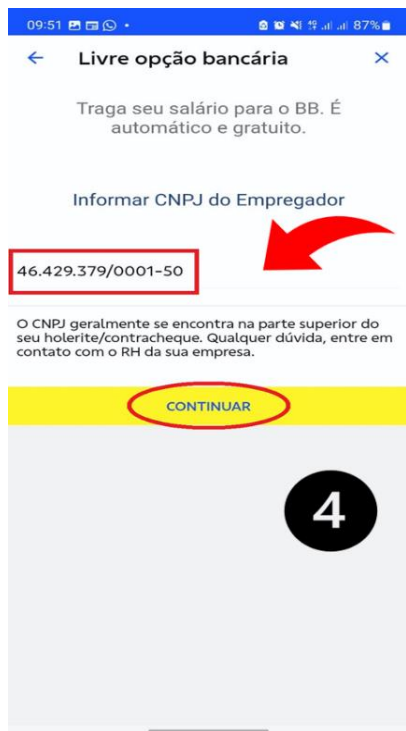 09:51
87%
Livre opção bancária
Traga seu salário para o BB. É
automático e gratuito.
Informar CNPJ do Empregador
46.429.379/0001-50
O CNPJ geralmente se encontra na parte superior do
seu holerite/contracheque. Qualquer dúvida, entre em
contato com o RH da sua empresa.
CONTINUAR
4